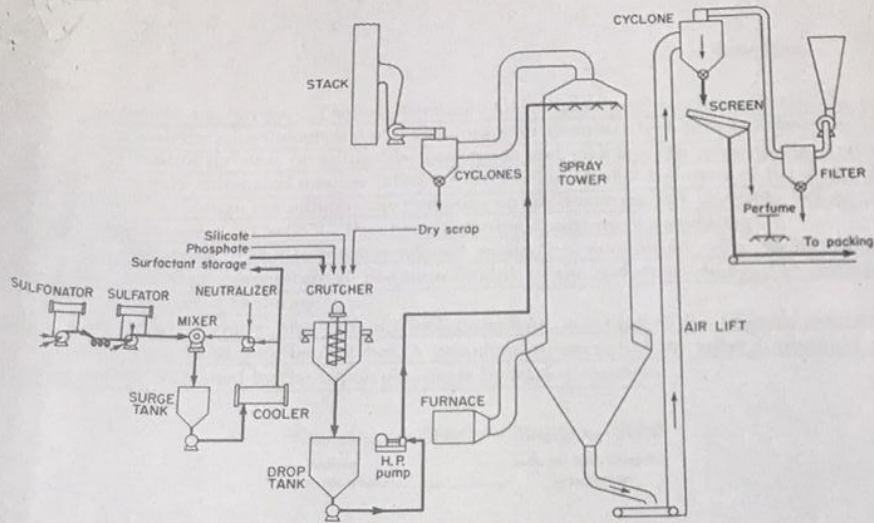 CYCLONE
STACK
SCREEN
CYCLONES
SPRAY
TOWER
FILTER
Perfume
Silicate
Dry scrap
Phosphate
To packing
Surfactant storage
SULFONATOR
SULFATOR
NEUTRALIZER
CRUTCHER
MIXER
AIR LIFT
SURGE
TANK
COOLER
FURNACE
DROP
TANK
H.P.
pump